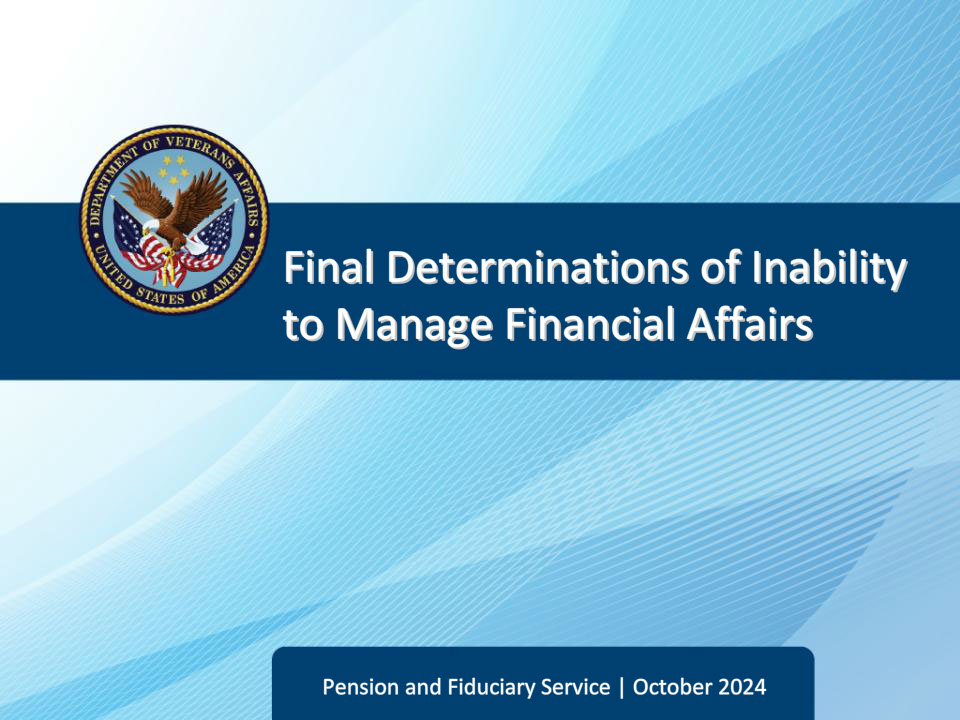 DEPARTMENT OF VETERANS AFFAIRS
UNITED STATES OF AMERICA
Final Determinations of Inability
to Manage Financial Affairs
Pension and Fiduciary Service | October 2024